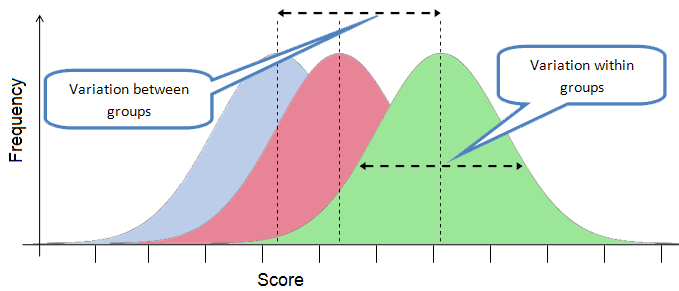 Variation between
groups
Variation within
groups
Frequency
Score